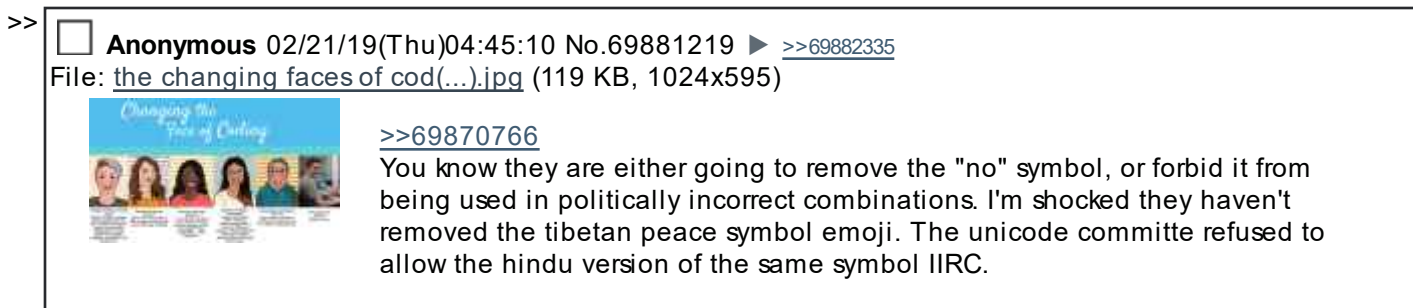 >>
Anonymous 02/21/19(Thu)04:45:10 No.69881219 ▶ >>69882335
File: the changing faces of cod(...).jpg (119 KB, 1024x595)
Changing the
Face of Coding
>>69870766
You know they are either going to remove the "no" symbol, or forbid it from
being used in politically incorrect combinations. I'm shocked they haven't
removed the tibetan peace symbol emoji. The unicode committe refused to
allow the hindu version of the same symbol IIRC.